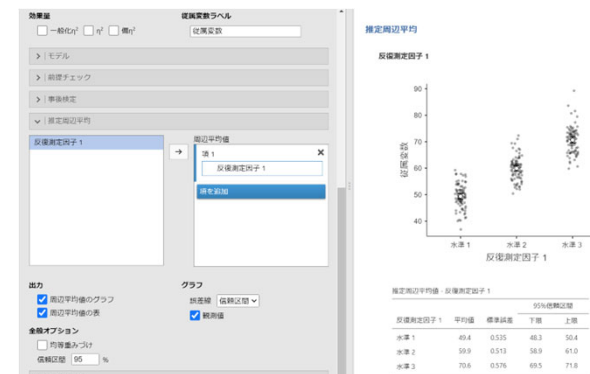 効果量
一般化η² η² 偏η²
従属変数ラベル
従属変数
モデル
前提チェック
事後検定
推定周辺平均
反復測定因子 1
周辺平均値
項 1
反復測定因子 1
項を追加
出力
周辺平均値のグラフ
周辺平均値の表
全般オプション
均等重みづけ
信頼区間 95 %
グラフ
誤差線 信頼区間
観測値
推定周辺平均
反復測定因子 1
90
80
70
60
50
40
従属変数
水準 1 水準 2 水準 3
反復測定因子 1
推定周辺平均値 - 反復測定因子 1
95%信頼区間
反復測定因子 1 平均値 標準誤差 下限 上限
水準 1 49.4 0.535 48.3 50.4
水準 2 59.9 0.513 58.9 61.0
水準 3 70.6 0.576 69.5 71.8